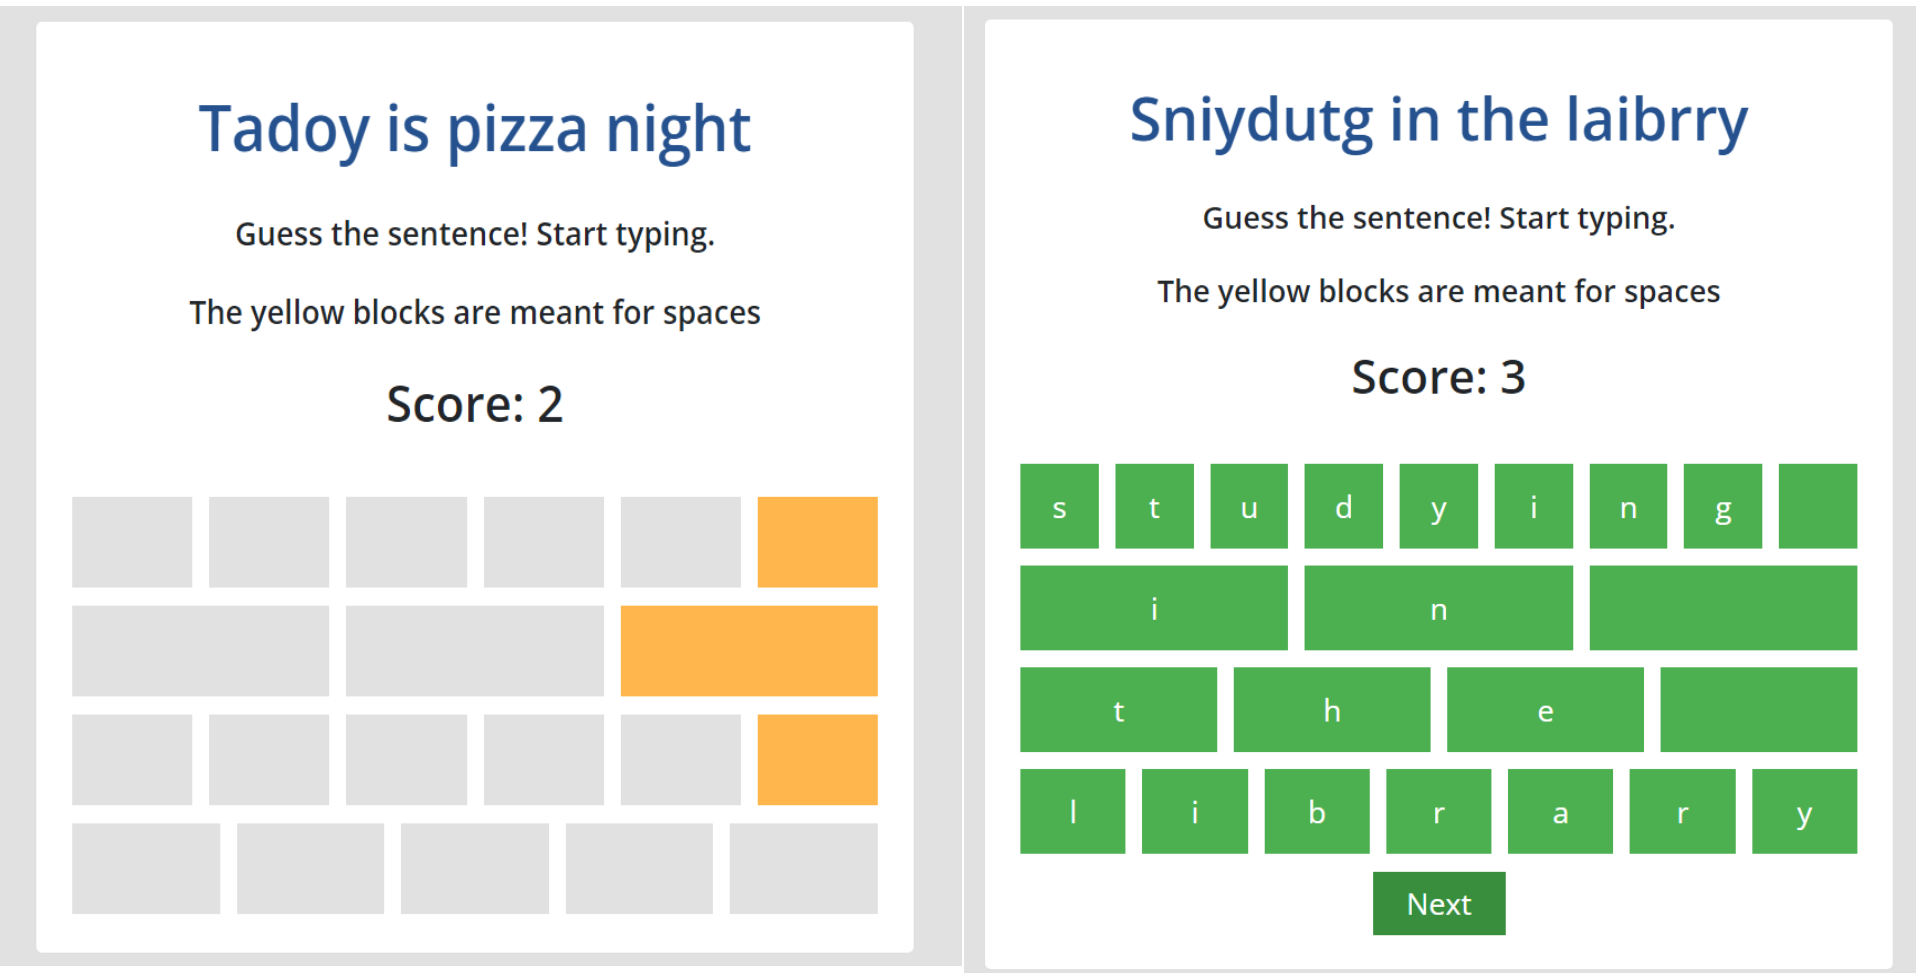 Tadoy is pizza night
Guess the sentence! Start typing.
The yellow blocks are meant for spaces
Score: 2
Sniydutg in the laibrry
Guess the sentence! Start typing.
The yellow blocks are meant for spaces
Score: 3
s t u d y i n g
i n
t h e
l i b r a r y
Next